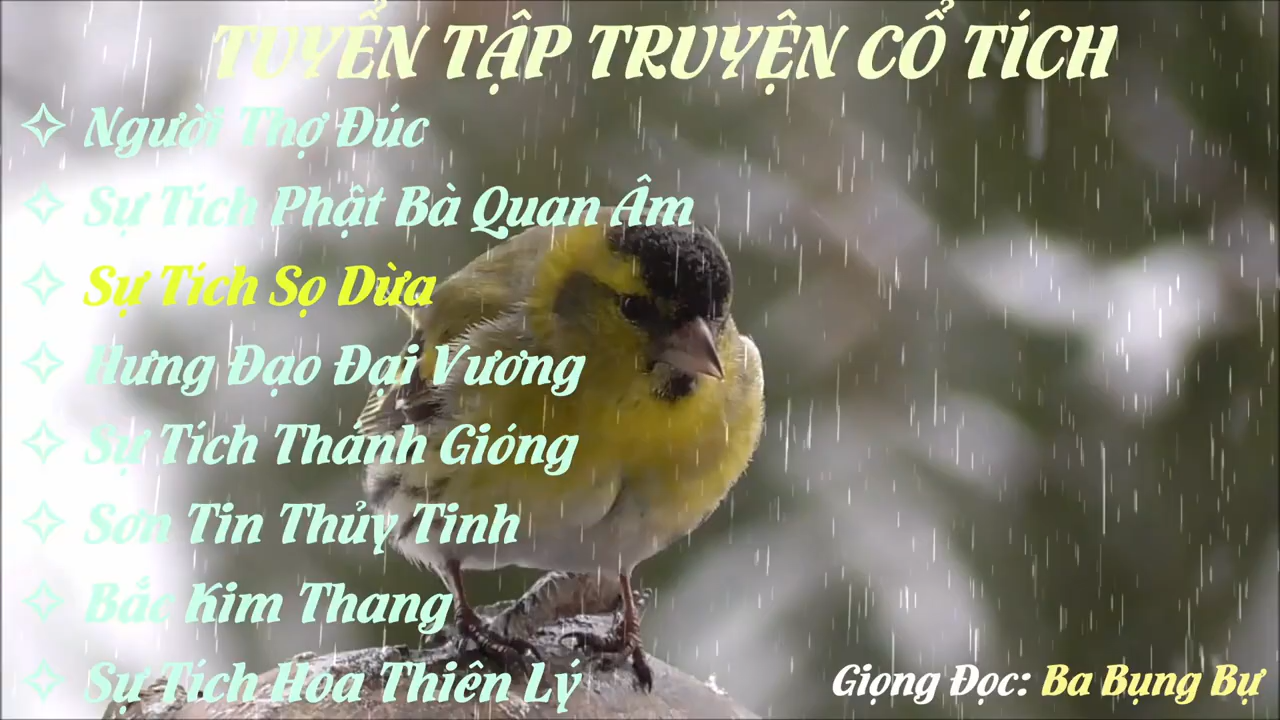 TUYỂN TẬP TRUYỆN CỔ TÍCH
Người Thợ Đúc
Sự Tích Phật Bà Quan Âm
Sự Tích Sọ Dừa
Hưng Đạo Đại Vương
Sự Tích Thánh Gióng
Sơn Tin Thủy Tinh
Bắc Kim Thang
Sự Tích Hoa Thiên Lý
Giọng Đọc: Ba Bụng Bự